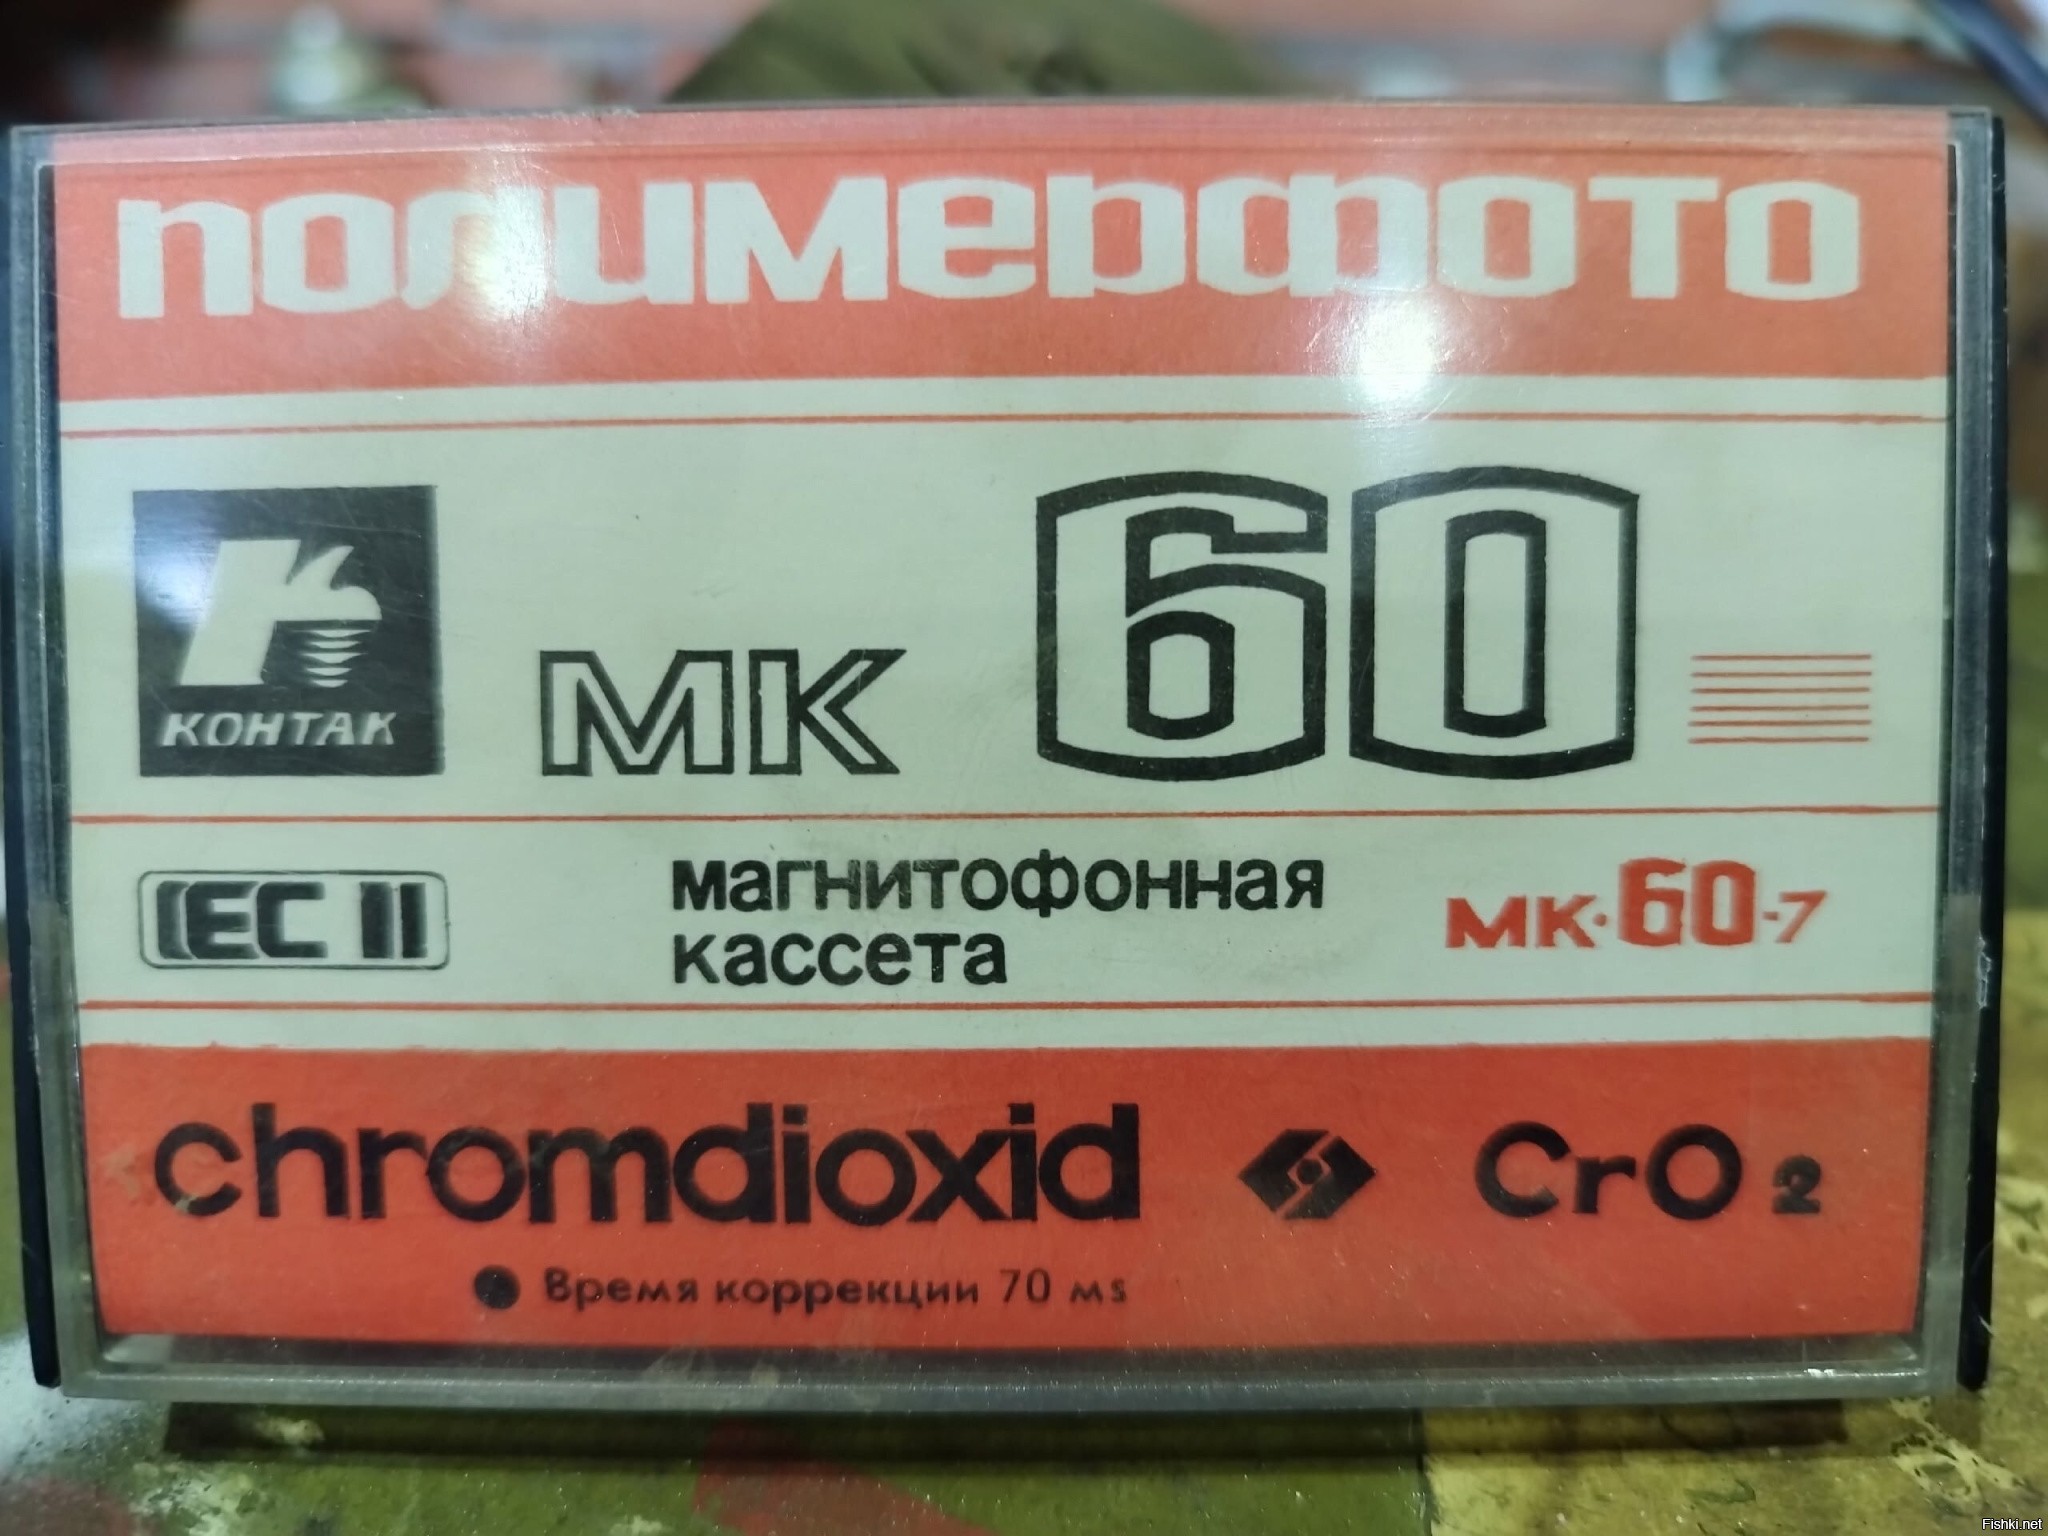 полимерфото
КОНТАК
МК 60
IEC II
магнитофонная
кассета
МК·60-7
chromdioxid CrO2
Время коррекции 70 мs
Fishki.net